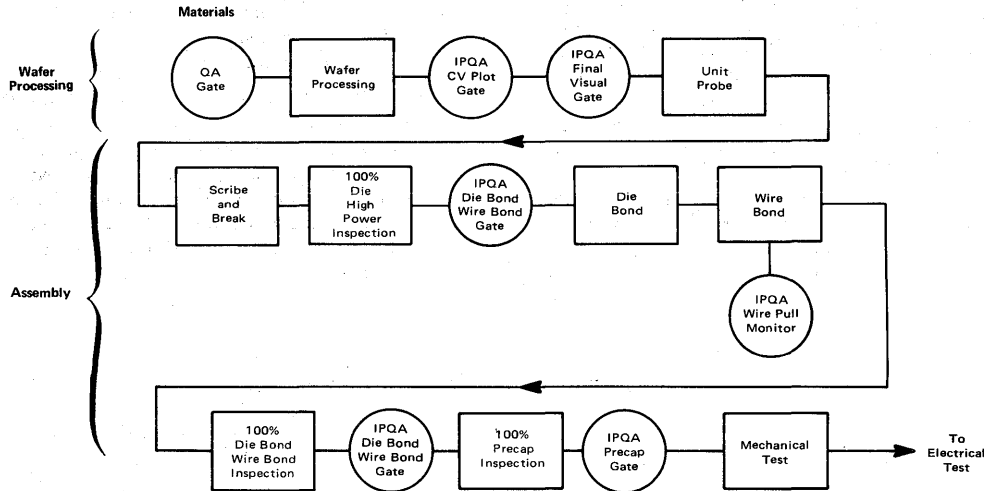 Materials
Wafer
Processing
QA
Gate
Wafer
Processing
IPQA
CV Plot
Gate
IPQA
Final
Visual
Gate
Unit
Probe
Assembly
Scribe
and
Break
100%
Die
High
Power
Inspection
IPQA
Die Bond
Wire Bond
Gate
Die
Bond
Wire
Bond
IPQA
Wire Pull
Monitor
100%
Die Bond
Wire Bond
Inspection
IPQA
Die Bond
Wire Bond
Gate
100%
Precap
Inspection
IPQA
Precap
Gate
Mechanical
Test
To
Electrical
Test